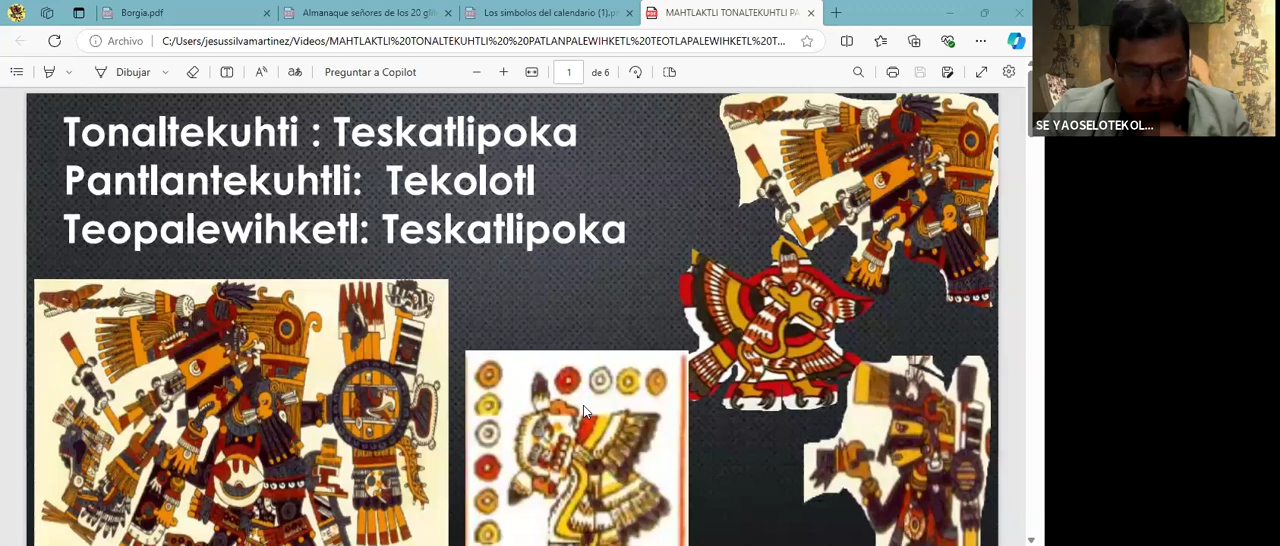 Borgia.pdf
Almanaque señores de los 20 glifos
Los simbolos del calendario (1).p
MAHTLAKTLI TONALTEKUHTLI PA
Archivo
C:/Users/jesussilvamartinez/Videos/MAHTLAKTLI%20TONALTEKUHTLI%20%20PATLANPALEWIHKETL%20TEOTLAPALEWIHKETL%20T...
Dibujar
Preguntar a Copilot
1
de 6
Tonaltekuhti : Teskatlipoka
Pantlantekuhtli: Tekolotl
Teopalewihketl: Teskatlipoka
SE YAOSELOTEKOL...